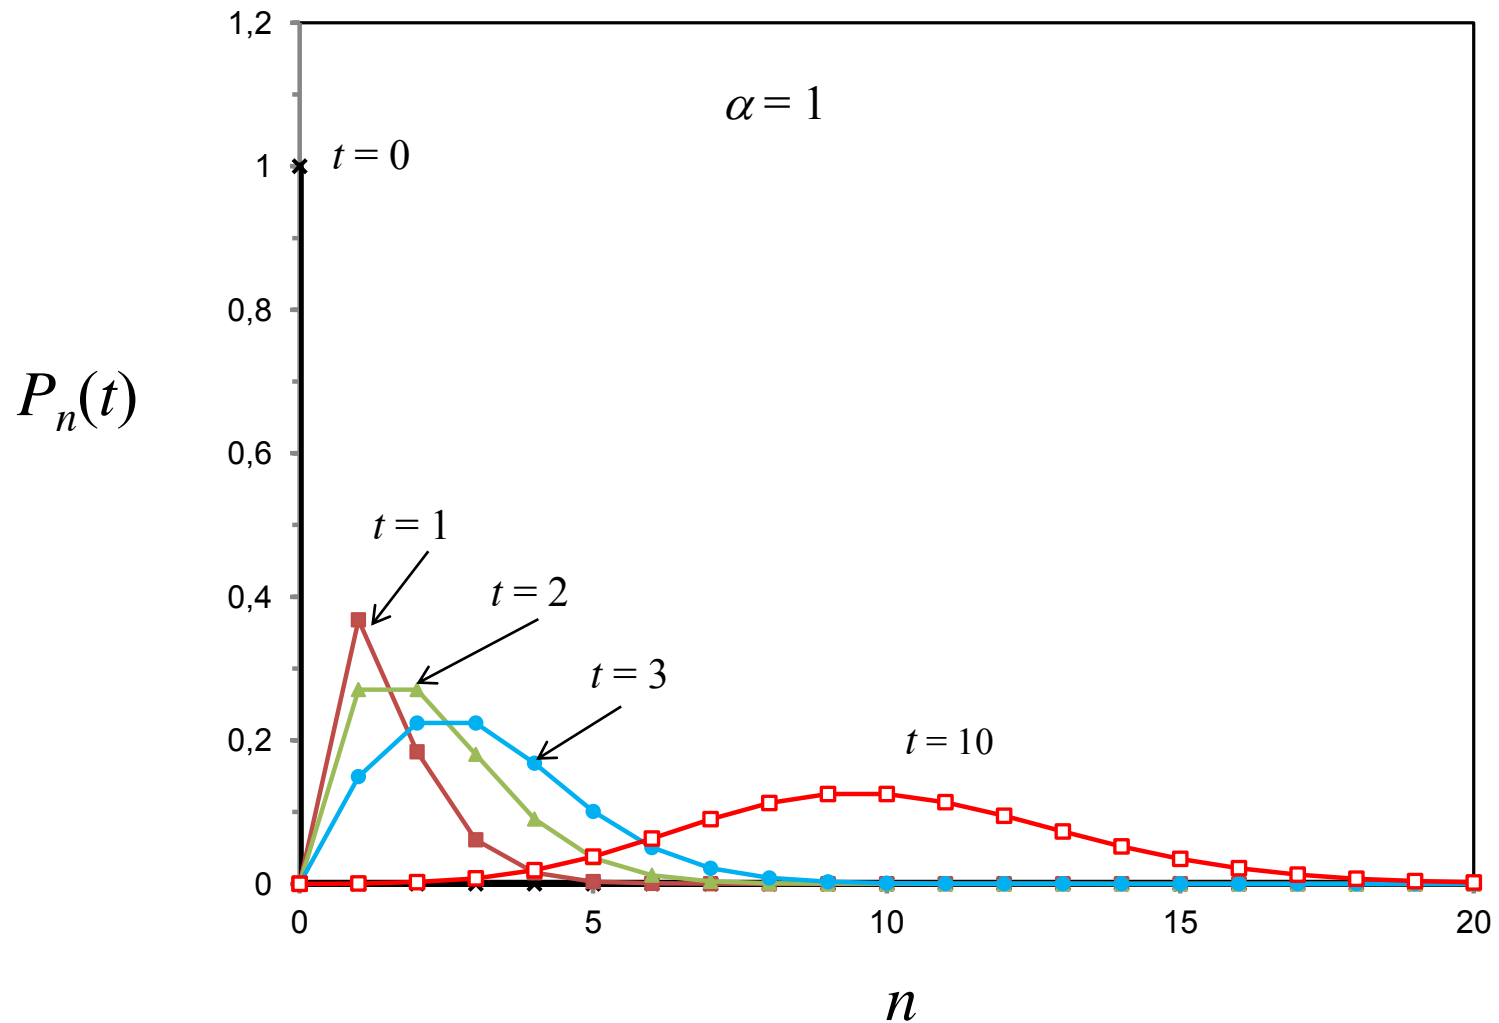 1,2
α = 1
1
t = 0
0,8
Pn(t)
0,6
t = 1
0,4
t = 2
t = 3
0,2
t = 10
0
0 5 10 15 20
n